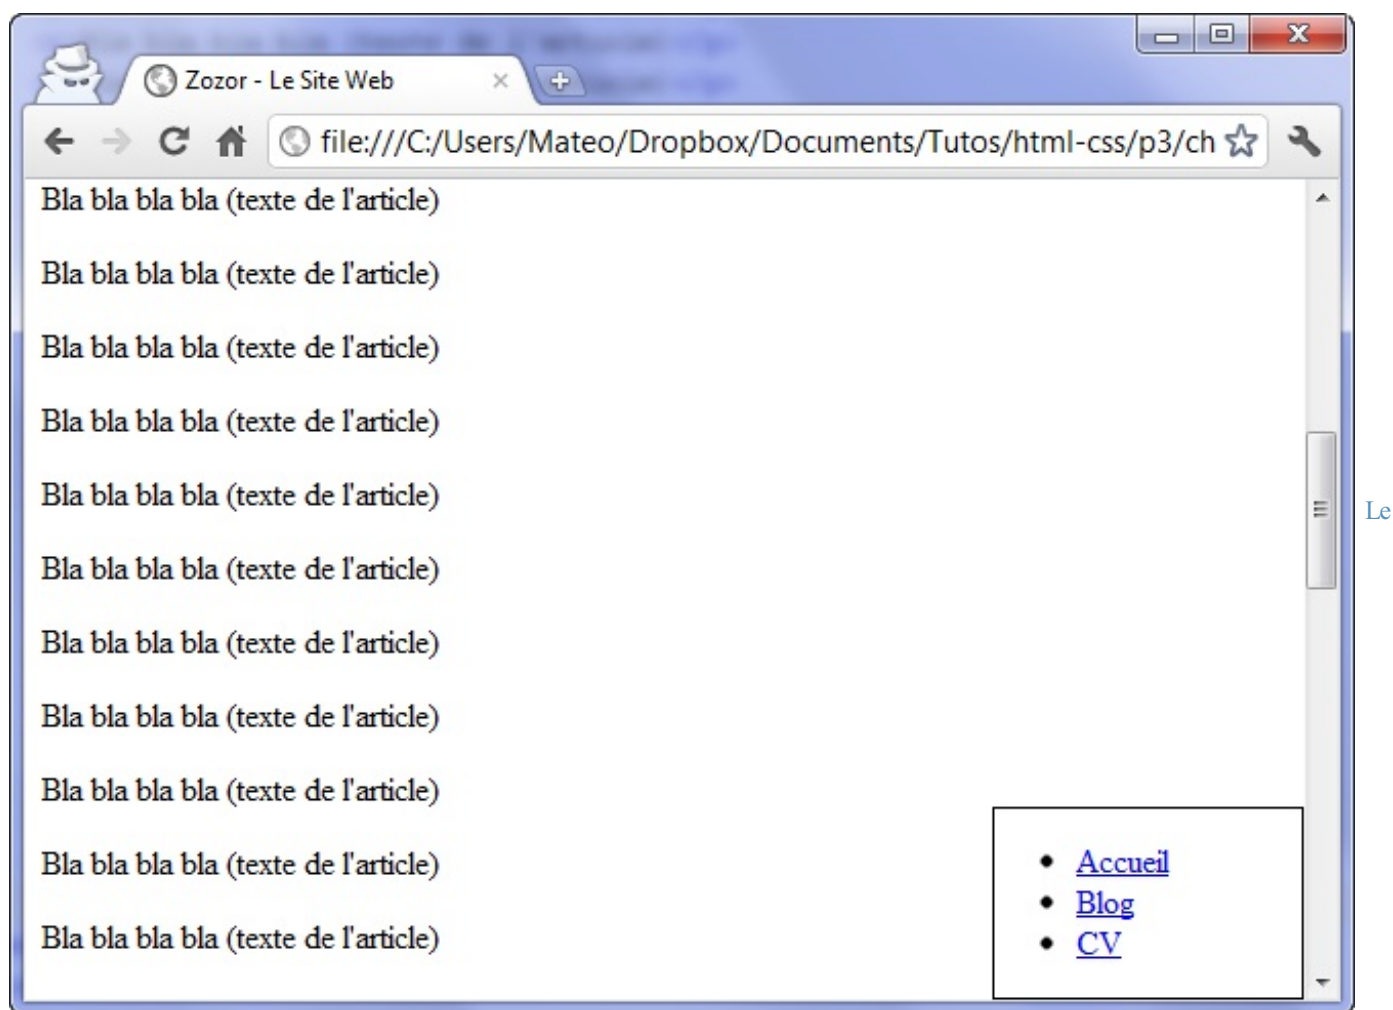 Zozor - Le Site Web
file:///C:/Users/Mateo/Dropbox/Documents/Tutos/html-css/p3/ch
Bla bla bla bla (texte de l'article)
Bla bla bla bla (texte de l'article)
Bla bla bla bla (texte de l'article)
Bla bla bla bla (texte de l'article)
Bla bla bla bla (texte de l'article)
Le
Bla bla bla bla (texte de l'article)
Bla bla bla bla (texte de l'article)
Bla bla bla bla (texte de l'article)
Bla bla bla bla (texte de l'article)
Bla bla bla bla (texte de l'article)
Bla bla bla bla (texte de l'article)
Accueil
Blog
CV